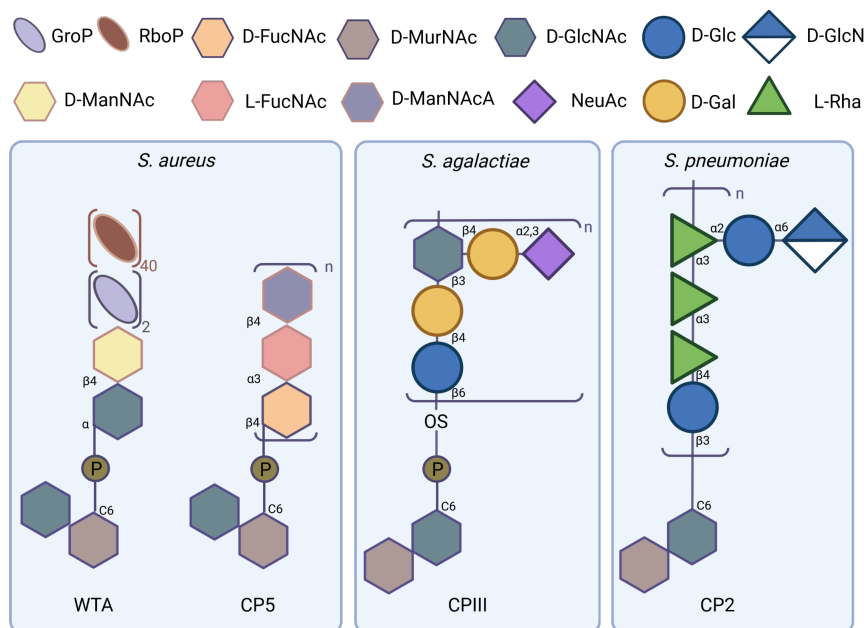 GroP RboP D-FucNAc D-MurNAc D-GlcNAc D-Glc D-GlcN
D-ManNAc L-FucNAc D-ManNAcA NeuAc D-Gal L-Rha
S. aureus
40
2
β4
α
P
C6
WTA
n
β4
α3
β4
P
C6
CP5
S. agalactiae
n
β4 α2,3
β3
β4
β6
OS
P
C6
CPIII
S. pneumoniae
n
α2 α6
α3
α3
β4
β3
C6
CP2